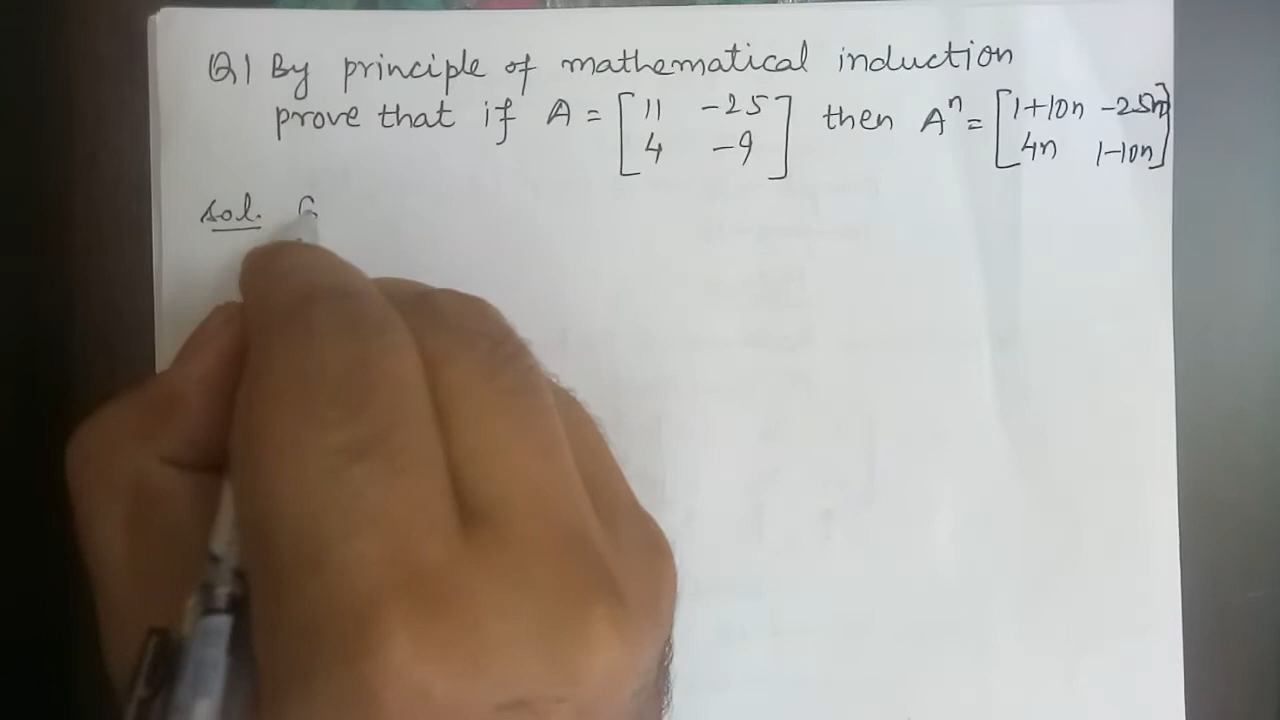 Q1 By principle of mathematical induction
prove that if A = [11 -25 4 -9] then Aⁿ = [1+10n -25n 4n 1-10n]
Sol. G